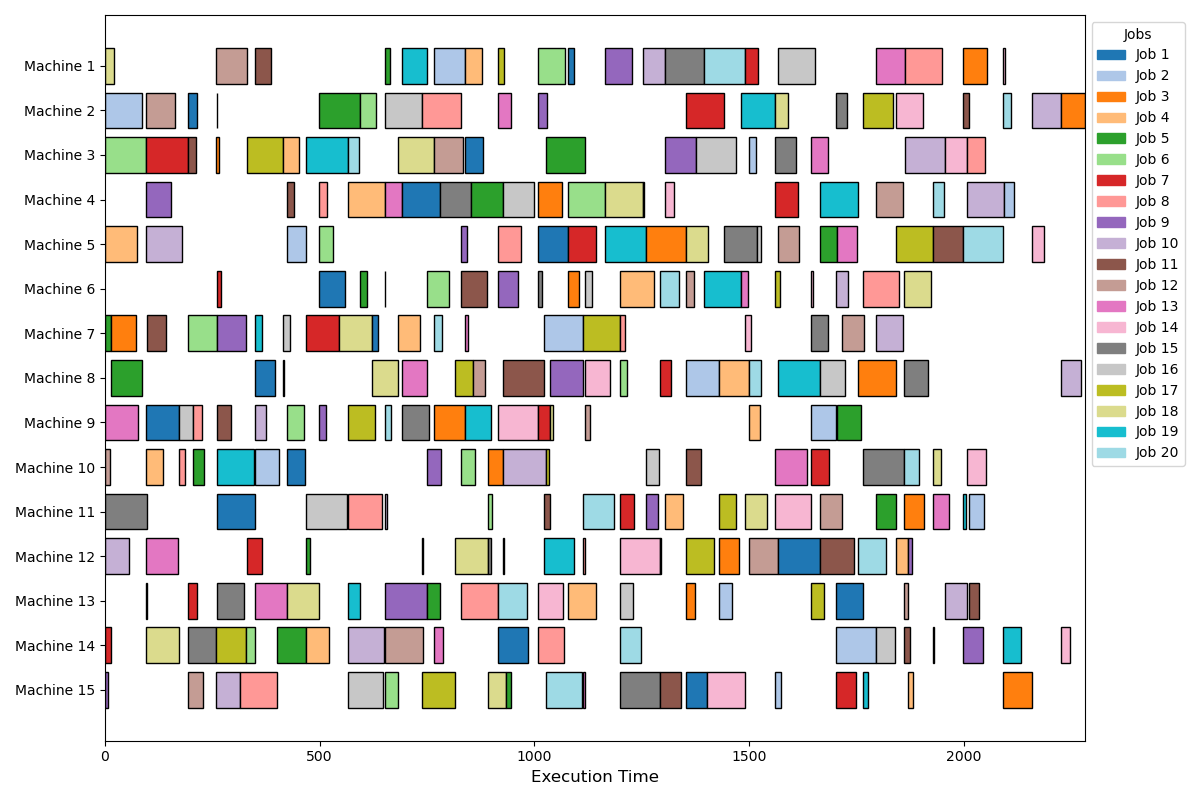 Machine 1
Machine 2
Machine 3
Machine 4
Machine 5
Machine 6
Machine 7
Machine 8
Machine 9
Machine 10
Machine 11
Machine 12
Machine 13
Machine 14
Machine 15
0 500 1000 1500 2000
Execution Time
Jobs
Job 1
Job 2
Job 3
Job 4
Job 5
Job 6
Job 7
Job 8
Job 9
Job 10
Job 11
Job 12
Job 13
Job 14
Job 15
Job 16
Job 17
Job 18
Job 19
Job 20